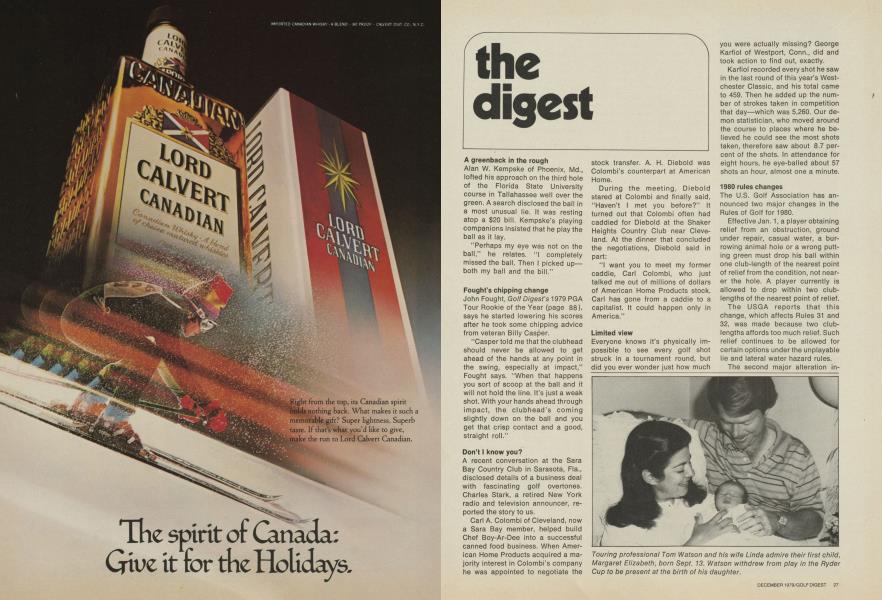 IMPORTED CANADIAN WHISKY · A BLEND · 80 PROOF · CALVERT DIST. CO., N.Y.C.
LORD
CALVERT
CANADIAN
CANADIAN
LORD
CALVERT
CANADIAN
Canadian Whisky · A blend
of choice matured whiskies
LORD CALVERT
LORD
CALVERT
CANADIAN
Right from the top, its Canadian spirit
holds nothing back. What makes it such a
memorable gift? Super lightness. Superb
taste. If that's what you'd like to give,
make the run to Lord Calvert Canadian.
The spirit of Canada:
Give it for the Holidays.
the
digest
A greenback in the rough
Alan W. Kempske of Phoenix, Md.,
lofted his approach on the third hole
of the Florida State University
course in Tallahassee well over the
green. A search disclosed the ball in
a most unusual lie. It was resting
atop a $20 bill. Kempske's playing
companions insisted that he play the
ball as it lay.
"Perhaps my eye was not on the
ball," he relates. "I completely
missed the ball. Then I picked up—
both my ball and the bill."
Fought's chipping change
John Fought, Golf Digest's 1979 PGA
Tour Rookie of the Year (page 88),
says he started lowering his scores
after he took some chipping advice
from veteran Billy Casper.
"Casper told me that the clubhead
should never be allowed to get
ahead of the hands at any point in
the swing, especially at impact,"
Fought says. "When that happens
you sort of scoop at the ball and it
will not hold the line. It's just a weak
shot. With your hands ahead through
impact, the clubhead's coming
slightly down on the ball and you
get that crisp contact and a good,
straight roll."
Don't I know you?
A recent conversation at the Sara
Bay Country Club in Sarasota, Fla.,
disclosed details of a business deal
with fascinating golf overtones.
Charles Stark, a retired New York
radio and television announcer, re-
ported the story to us.
Carl A. Colombi of Cleveland, now
a Sara Bay member, helped build
Chef Boy-Ar-Dee into a successful
canned food business. When Amer-
ican Home Products acquired a ma-
jority interest in Colombi's company
he was appointed to negotiate the
stock transfer. A. H. Diebold was
Colombi's counterpart at American
Home.
During the meeting, Diebold
stared at Colombi and finally said,
"Haven't I met you before?" It
turned out that Colombi often had
caddied for Diebold at the Shaker
Heights Country Club near Cleve-
land. At the dinner that concluded
the negotiations, Diebold said in
part:
"I want you to meet my former
caddie, Carl Colombi, who just
talked me out of millions of dollars
of American Home Products stock.
Carl has gone from a caddie to a
capitalist. It could happen only in
America."
Limited view
Everyone knows it's physically im-
possible to see every golf shot
struck in a tournament round, but
did you ever wonder just how much
you were actually missing? George
Karfiol of Westport, Conn., did and
took action to find out, exactly.
Karfiol recorded every shot he saw
in the last round of this year's West-
chester Classic, and his total came
to 459. Then he added up the num-
ber of strokes taken in competition
that day—which was 5,260. Our de-
mon statistician, who moved around
the course to places where he be-
lieved he could see the most shots
taken, therefore saw about 8.7 per-
cent of the shots. In attendance for
eight hours, he eye-balled about 57
shots an hour, almost one a minute.
1980 rules changes
The U.S. Golf Association has an-
nounced two major changes in the
Rules of Golf for 1980.
Effective Jan. 1, a player obtaining
relief from an obstruction, ground
under repair, casual water, a bur-
rowing animal hole or a wrong put-
ting green must drop his ball within
one club-length of the nearest point
of relief from the condition, not near-
er the hole. A player currently is
allowed to drop within two club-
lengths of the nearest point of relief.
The USGA reports that this
change, which affects Rules 31 and
32, was made because two club-
lengths affords too much relief. Such
relief continues to be allowed for
certain options under the unplayable
lie and lateral water hazard rules.
The second major alteration in-
Touring professional Tom Watson and his wife Linda admire their first child,
Margaret Elizabeth, born Sept. 13. Watson withdrew from play in the Ryder
Cup to be present at the birth of his daughter.
DECEMBER 1979/GOLF DIGEST 27